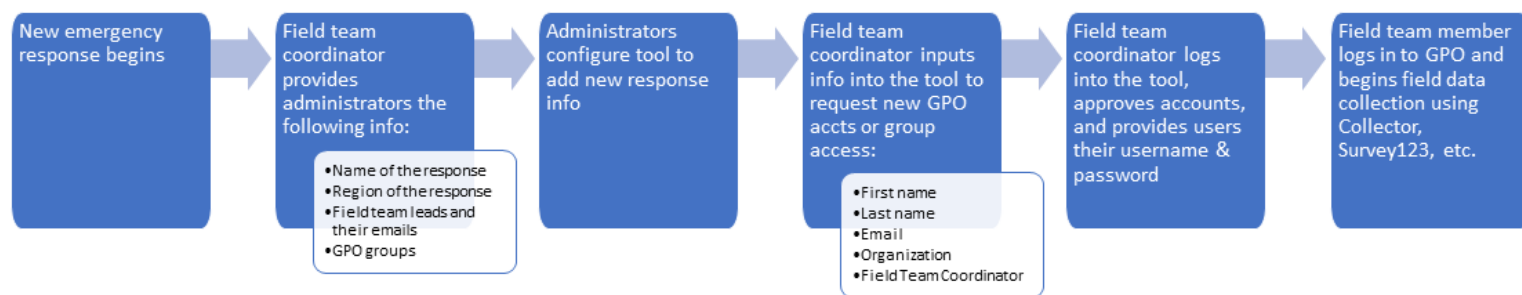 New emergency
response begins
Field team
coordinator
provides
administrators the
following info:
•Name of the response
•Region of the response
•Field team leads and
their emails
•GPO groups
Administrators
configure tool to
add new response
info
Field team
coordinator inputs
info into the tool to
request new GPO
accts or group
access:
•First name
•Last name
•Email
•Organization
•Field Team Coordinator
Field team
coordinator logs
into the tool,
approves accounts,
and provides users
their username &
password
Field team member
logs in to GPO and
begins field data
collection using
Collector,
Survey123, etc.